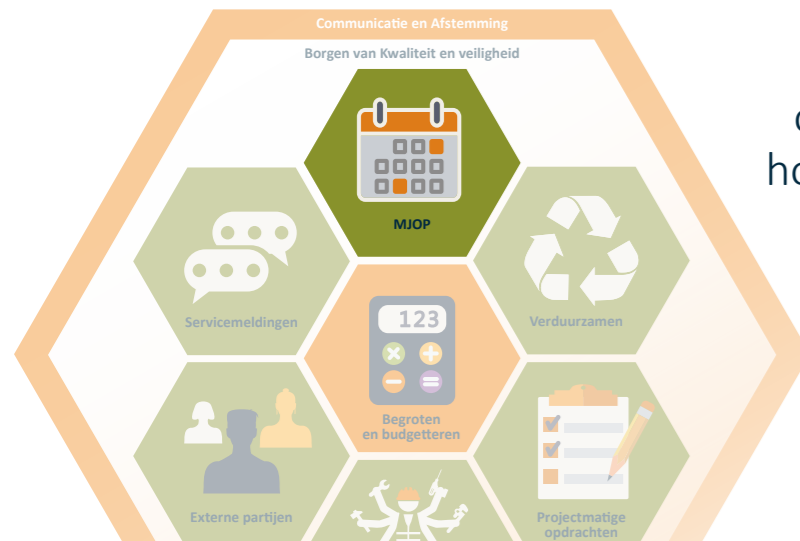 Communicatie en Afstemming
Borgen van Kwaliteit en veiligheid
MJOP
Servicemeldingen
123
Verduurzamen
Begroten
en budgetteren
Externe partijen
Projectmatige
opdrachten